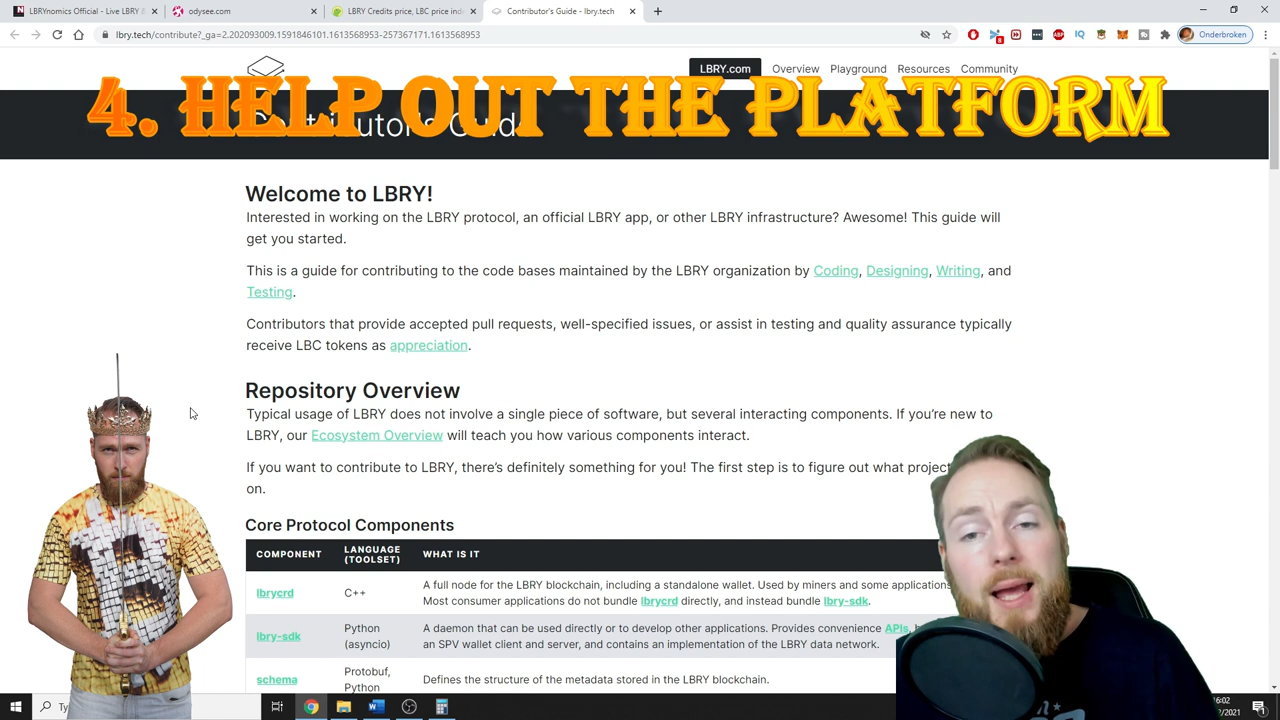 LBRYnomics Official - Live LBRY
odysee.com
LBRY Credits price, LBC price ind
Contributor's Guide - lbry.tech
lbry.tech/contribute?_ga=2.202093009.1591846101.1613568953-257367171.1613568953
8
ABP
IQ
Onderbroken
LBRY.com
Overview
Playground
Resources
Community
4. HELP OUT THE PLATFORM
Contributor's Guide
Welcome to LBRY!
Interested in working on the LBRY protocol, an official LBRY app, or other LBRY infrastructure? Awesome! This guide will
get you started.
This is a guide for contributing to the code bases maintained by the LBRY organization by Coding, Designing, Writing, and
Testing.
Contributors that provide accepted pull requests, well-specified issues, or assist in testing and quality assurance typically
receive LBC tokens as appreciation.
Repository Overview
Typical usage of LBRY does not involve a single piece of software, but several interacting components. If you're new to
LBRY, our Ecosystem Overview will teach you how various components interact.
If you want to contribute to LBRY, there's definitely something for you! The first step is to figure out what project
on.
Core Protocol Components
COMPONENT
LANGUAGE
(TOOLSET)
WHAT IS IT
lbrycrd
C++
A full node for the LBRY blockchain, including a standalone wallet. Used by miners and some applications
Most consumer applications do not bundle lbrycrd directly, and instead bundle lbry-sdk.
lbry-sdk
Python
(asyncio)
A daemon that can be used directly or to develop other applications. Provides convenience APIs,
an SPV wallet client and server, and contains an implementation of the LBRY data network.
schema
Protobuf,
Python
Defines the structure of the metadata stored in the LBRY blockchain.
Ty
16:02
/2021
1